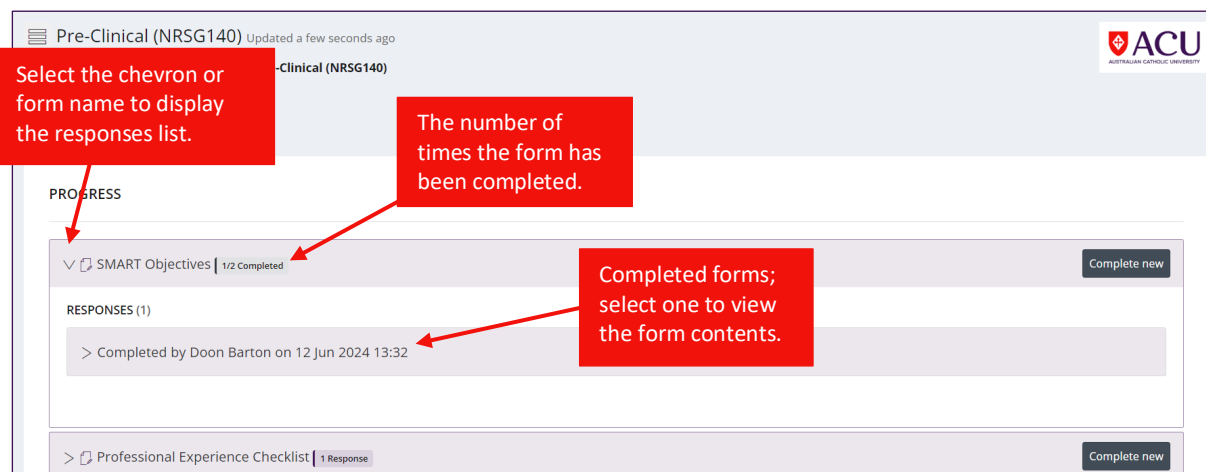 Pre-Clinical (NRSG140) Updated a few seconds ago
ACU
AUSTRALIAN CATHOLIC UNIVERSITY
Select the chevron or
form name to display
the responses list.
-Clinical (NRSG140)
The number of
times the form has
been completed.
PROGRESS
SMART Objectives 1/2 Completed
Complete new
Completed forms;
select one to view
the form contents.
RESPONSES (1)
Completed by Doon Barton on 12 Jun 2024 13:32
Professional Experience Checklist 1 Response
Complete new